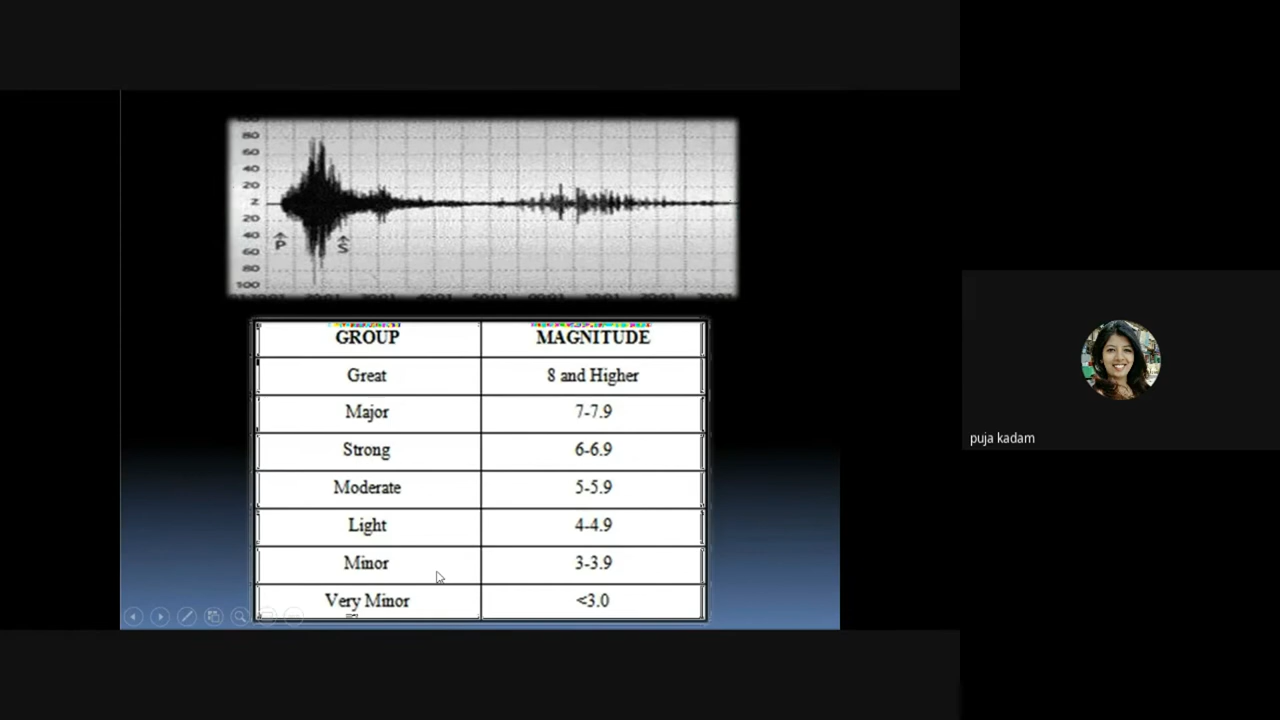 80
60
40
20
z
20
40
60
80
100
P
S
GROUP MAGNITUDE
Great 8 and Higher
Major 7-7.9
Strong 6-6.9
Moderate 5-5.9
Light 4-4.9
Minor 3-3.9
Very Minor <3.0
puja kadam